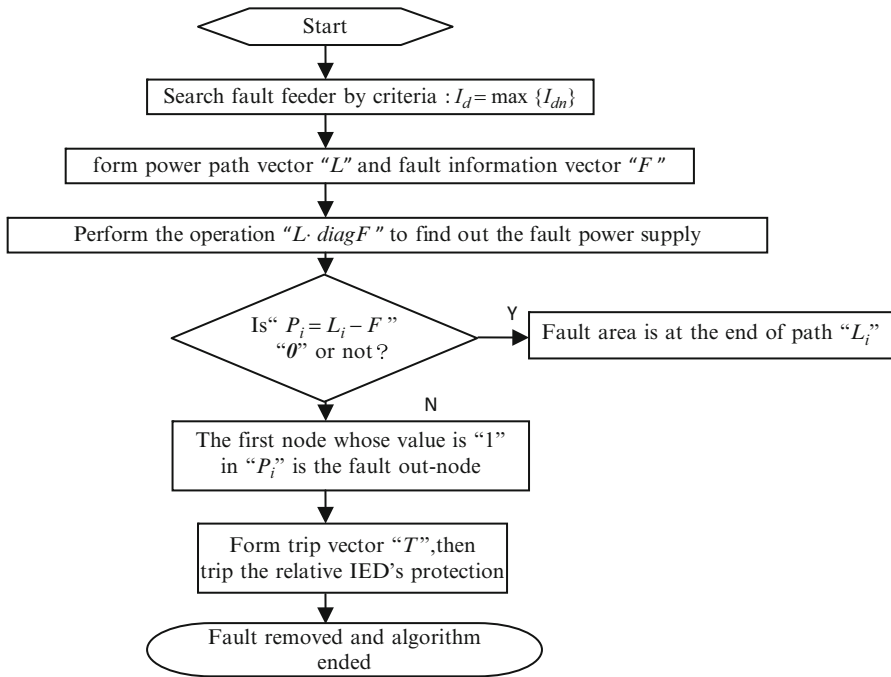 Start
Search fault feeder by criteria : I_d = max {I_dn}
form power path vector "L" and fault information vector "F"
Perform the operation "L· diagF" to find out the fault power supply
Is“ P_i = L_i – F ”
“0” or not?
Y
Fault area is at the end of path “L_i”
N
The first node whose value is “1”
in “P_i” is the fault out-node
Form trip vector “T”,then
trip the relative IED's protection
Fault removed and algorithm
ended